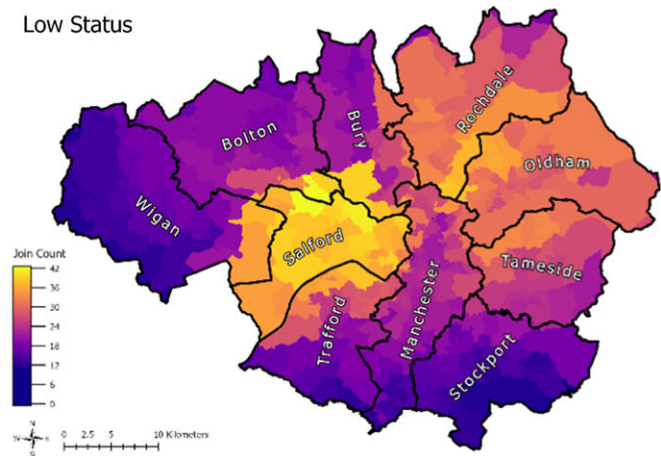 Low Status
Rochdale
Bury
Bolton
Oldham
Wigan
Salford
Tameside
Manchester
Trafford
Stockport
Join Count
42
36
30
24
18
12
6
0
N
W E
S
0 2.5 5 10 Kilometers